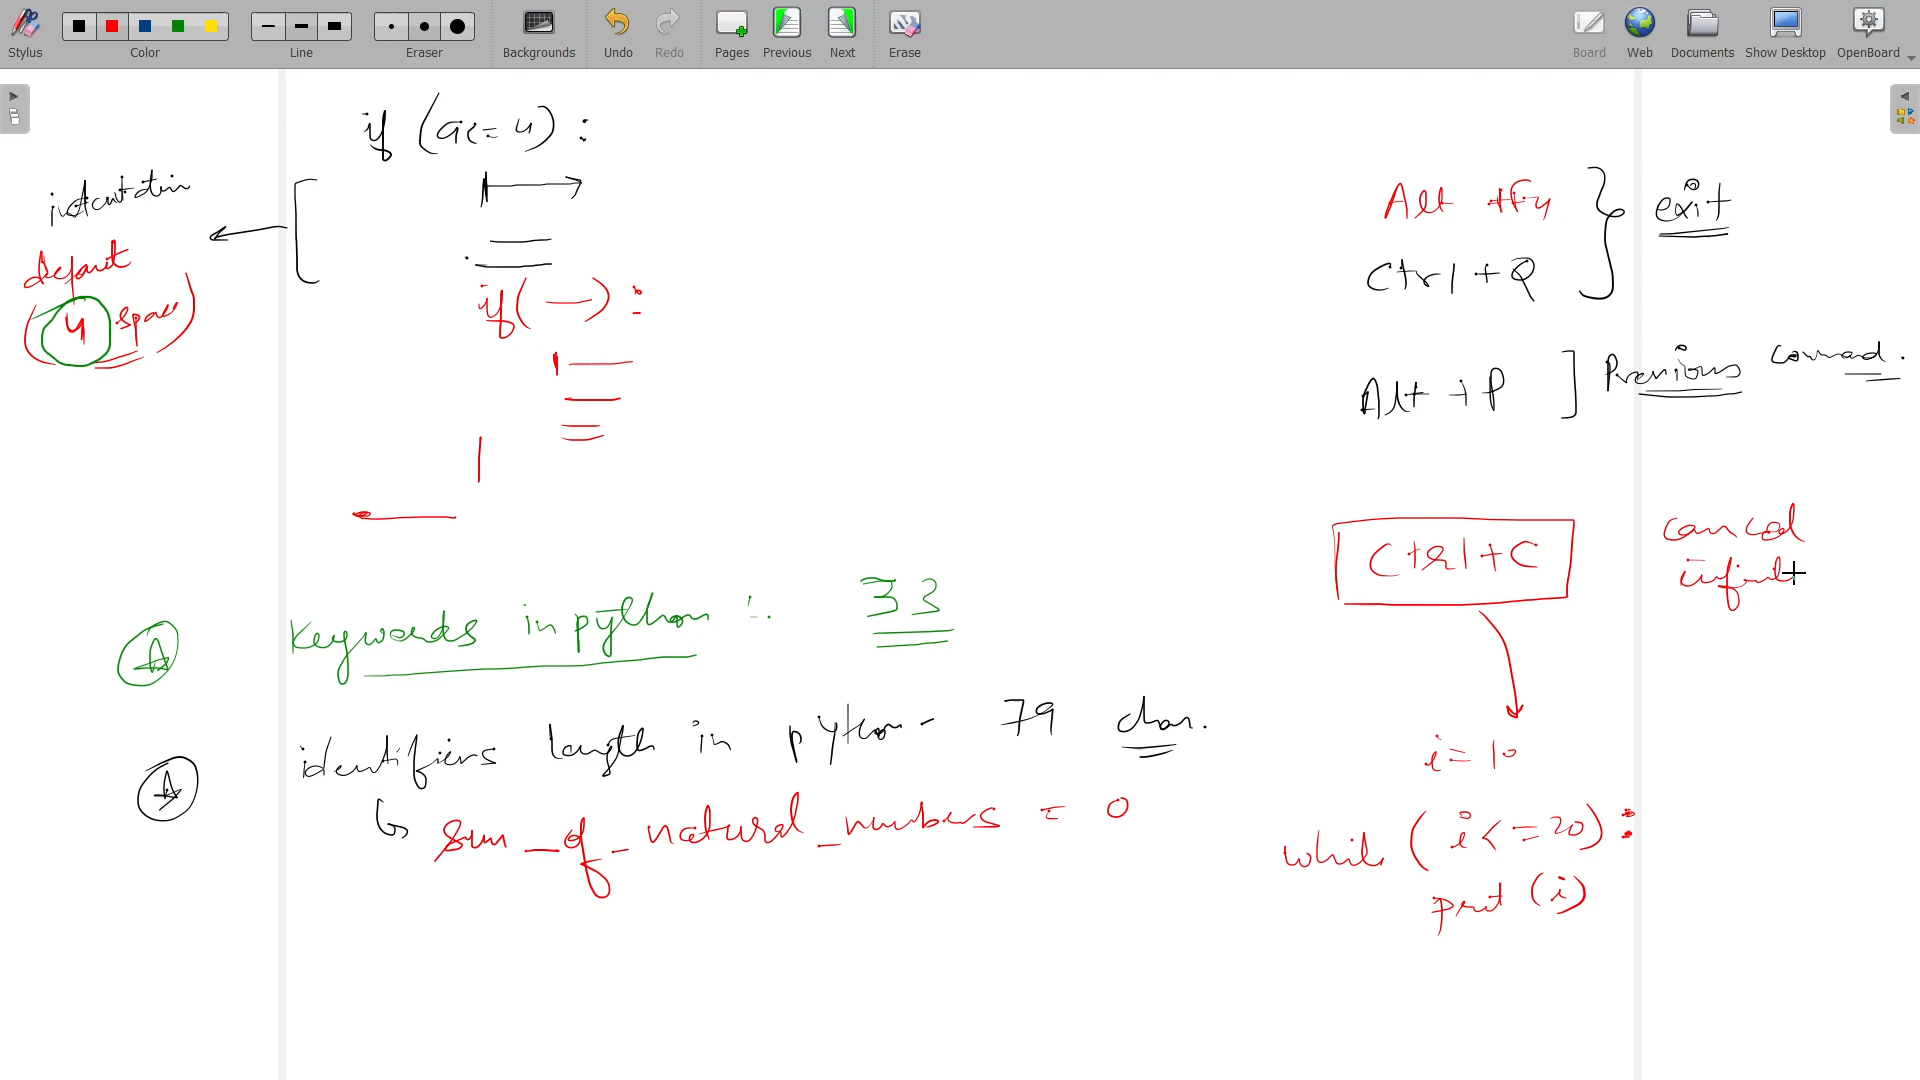 Stylus Color Line Eraser Backgrounds Undo Redo Pages Previous Next Erase Board Web Documents Show Desktop OpenBoard
if (a<= 4) :
indentation
default
(4 space)
if( — ) :
Alt +F4
Ctrl + Q
exit
Alt + P
Previous command.
Ctrl + C
cancel
infinit
Keywords in python :. 33
identifiers length in python - 79 char.
sum_of_natural_numbers = 0
i = 10
while ( i < = 20) :
print (i)